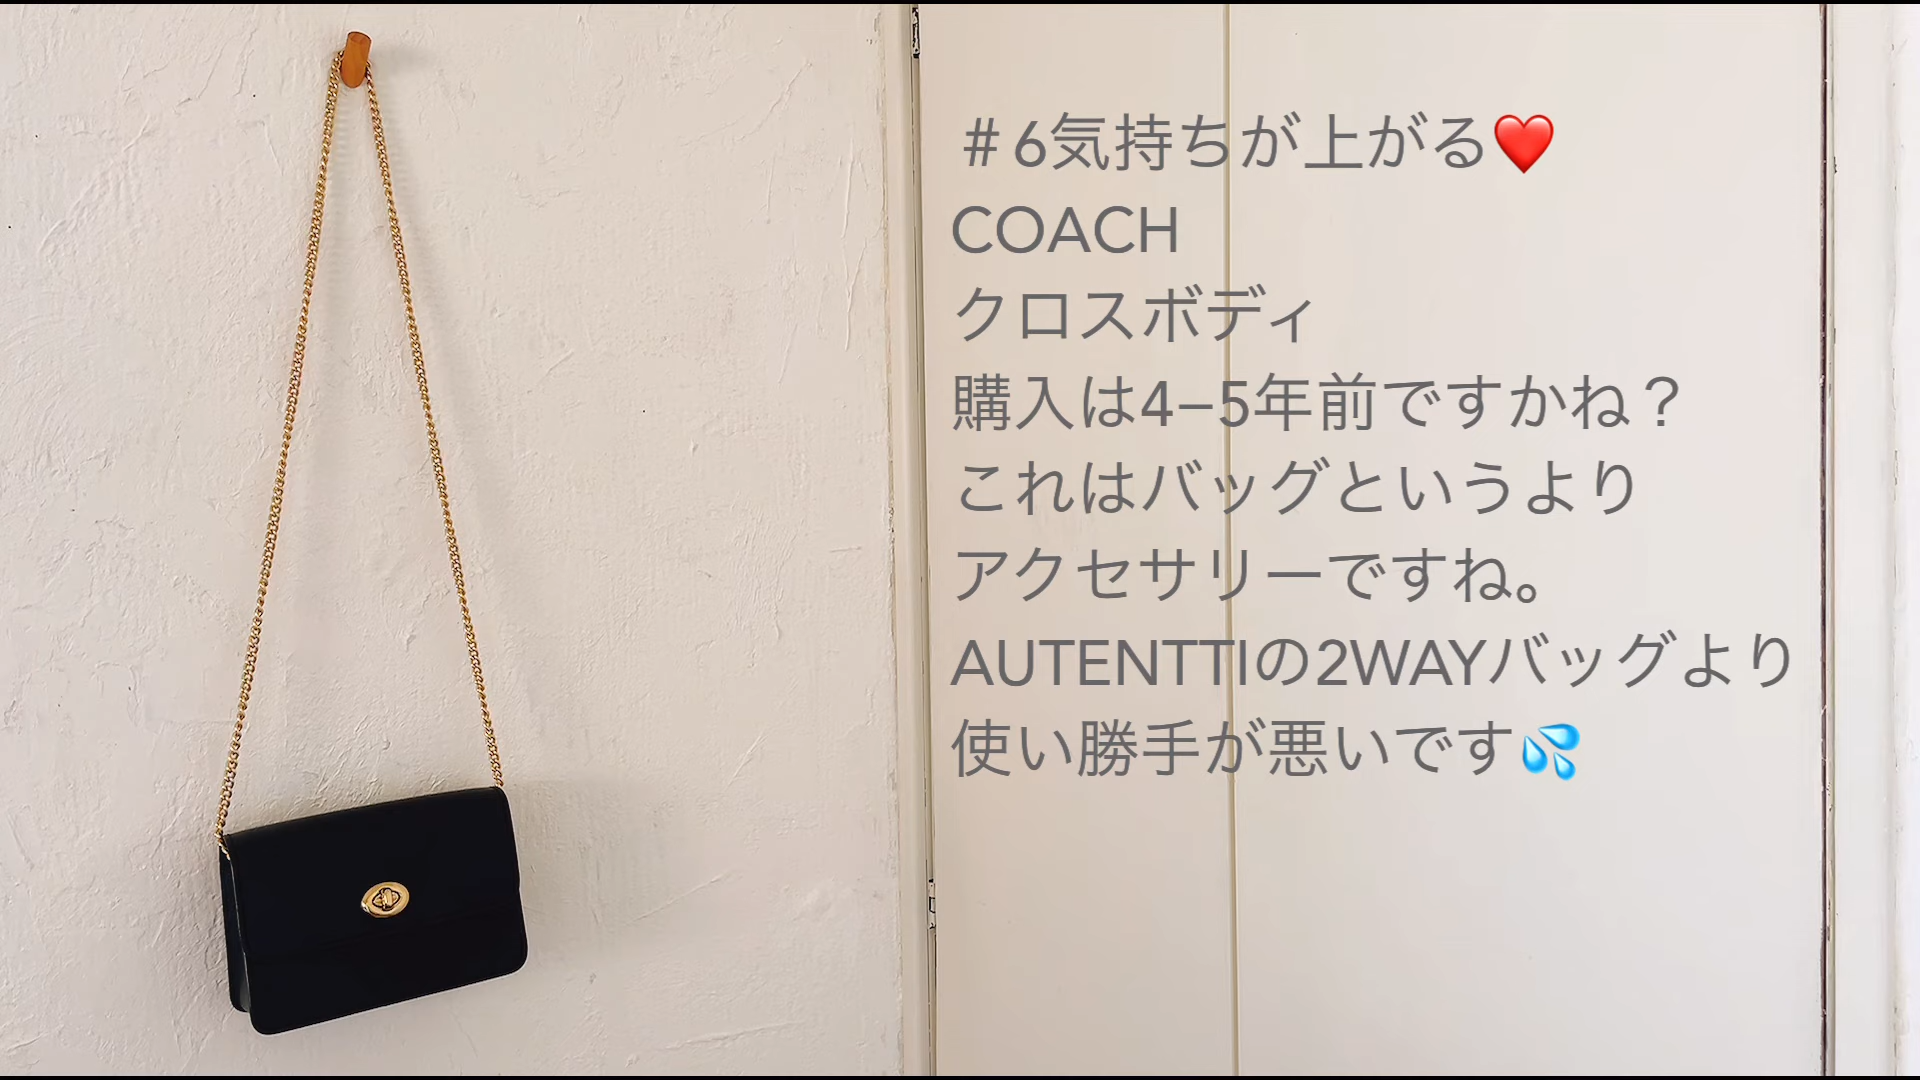 ＃6気持ちが上がる❤️
COACH
クロスボディ
購入は4–5年前ですかね？
これはバッグというより
アクセサリーですね。
AUTENTTIの2WAYバッグより
使い勝手が悪いです💦